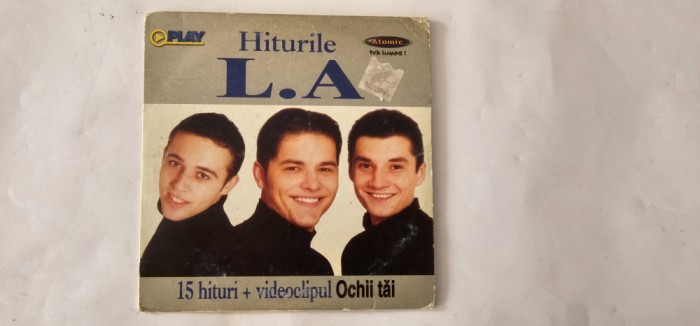 PLAY
Hiturile
Atomic
L.A
15 hituri + videoclipul Ochii tăi